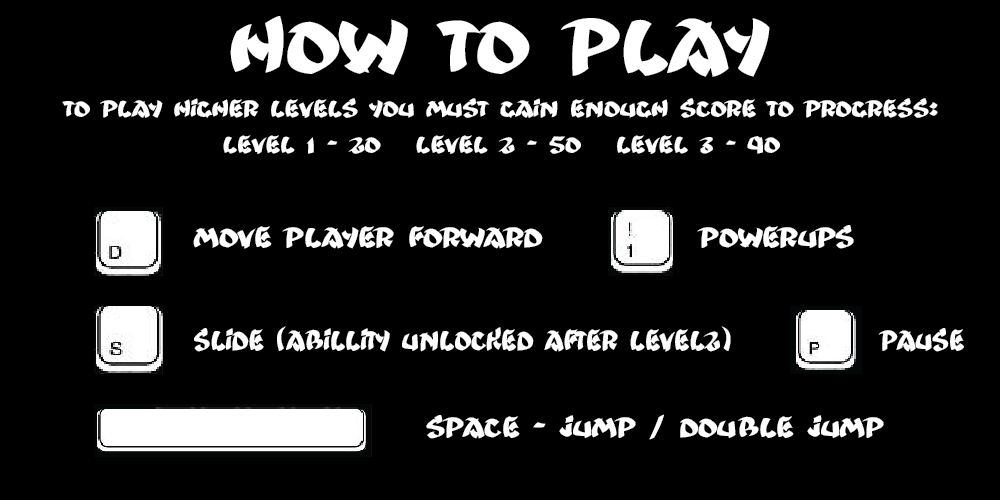 HOW TO PLAY
TO PLAY HIGHER LEVELS YOU MUST GAIN ENOUGH SCORE TO PROGRESS:
LEVEL 1 - 20 LEVEL 2 - 50 LEVEL 3 - 90
D MOVE PLAYER FORWARD ! 1 POWERUPS
S SLIDE (ABILLITY UNLOCKED AFTER LEVEL2) P PAUSE
SPACE - JUMP / DOUBLE JUMP